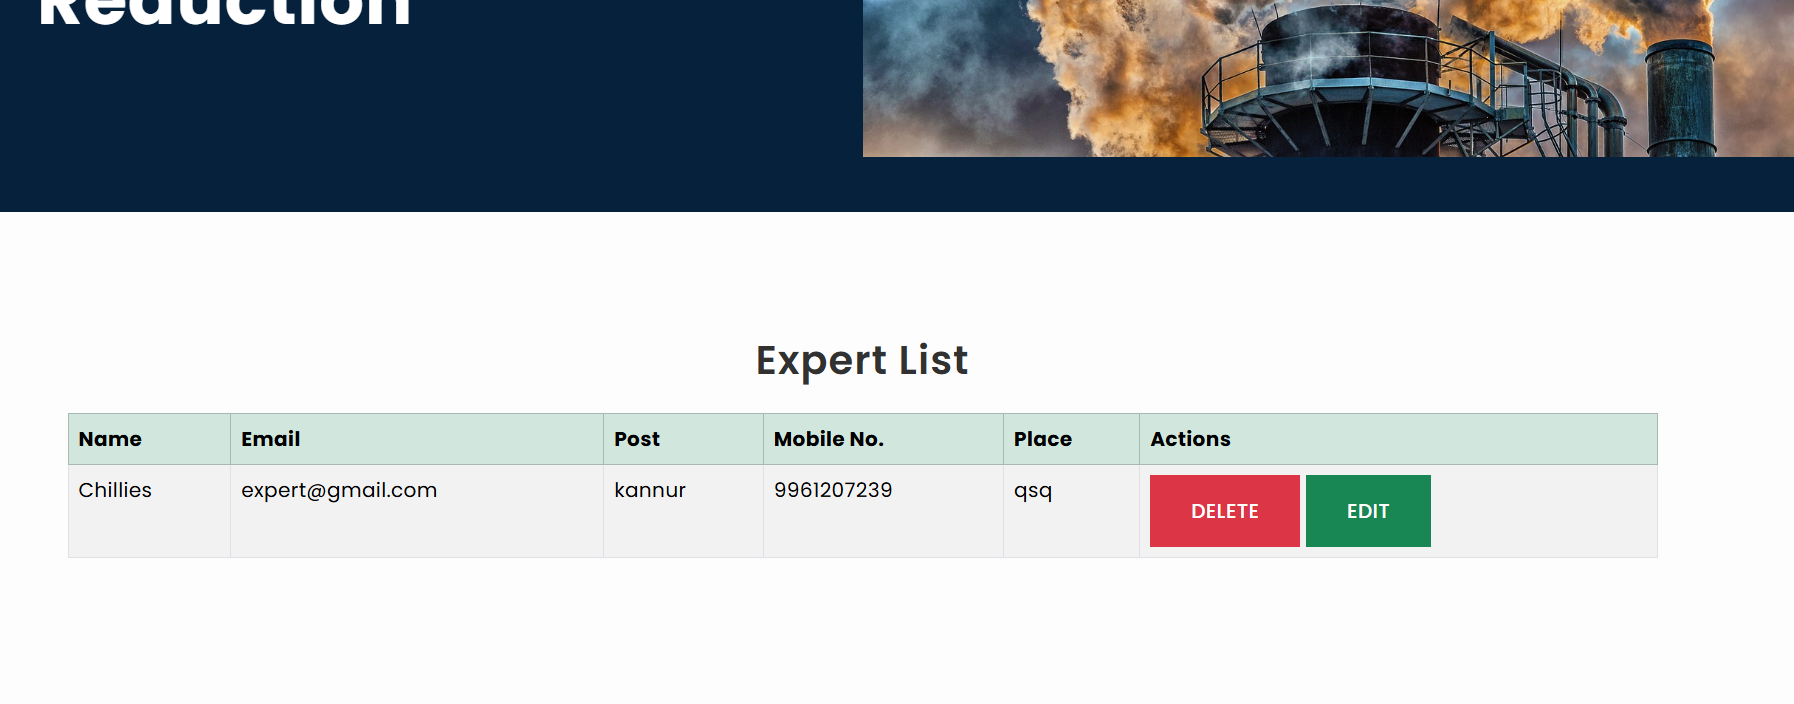 Reduction
Expert List
Name Email Post Mobile No. Place Actions
Chillies expert@gmail.com kannur 9961207239 qsq DELETE EDIT